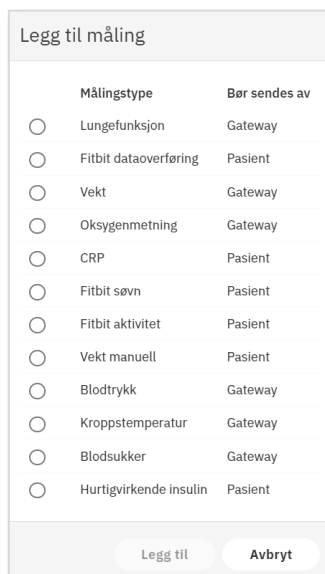 Legg til måling
Målingstype Bør sendes av
Lungefunksjon Gateway
Fitbit dataoverføring Pasient
Vekt Gateway
Oksygenmetning Gateway
CRP Pasient
Fitbit søvn Pasient
Fitbit aktivitet Pasient
Vekt manuell Pasient
Blodtrykk Gateway
Kroppstemperatur Gateway
Blodsukker Gateway
Hurtigvirkende insulin Pasient
Legg til Avbryt